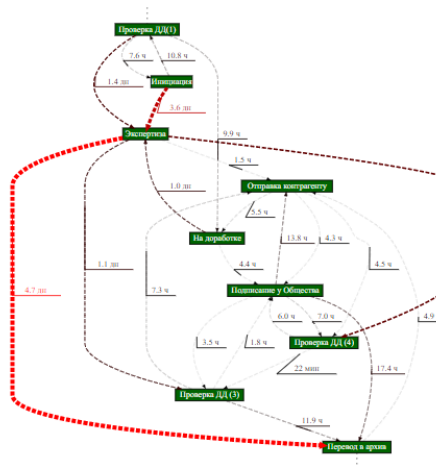 Проверка ДД(1)
7.6 ч
10.8 ч
1.4 дн
Инициация
3.6 дн
Экспертиза
9.9 ч
1.5 ч
Отправка контрагенту
1.0 дн
5.5 ч
На доработке
13.8 ч
4.3 ч
1.1 дн
4.4 ч
4.5 ч
4.7 дн
7.3 ч
Подписание у Общества
6.0 ч
7.0 ч
4.9
3.5 ч
1.8 ч
Проверка ДД (4)
22 мин
17.4 ч
Проверка ДД (3)
11.9 ч
Перевод в архив